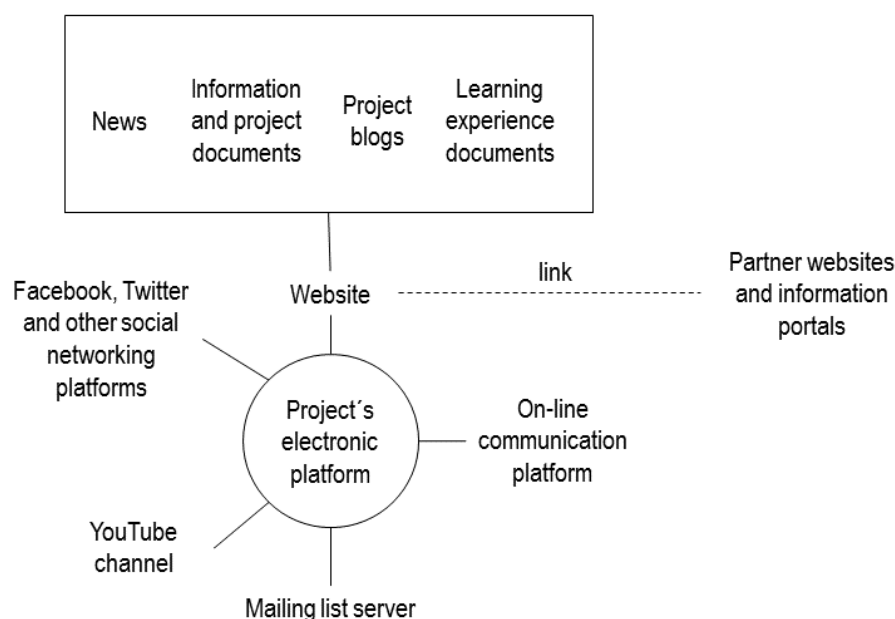 News
Information
and project
documents
Project
blogs
Learning
experience
documents
Facebook, Twitter
and other social
networking
platforms
Website
link
Partner websites
and information
portals
Project´s
electronic
platform
On-line
communication
platform
YouTube
channel
Mailing list server